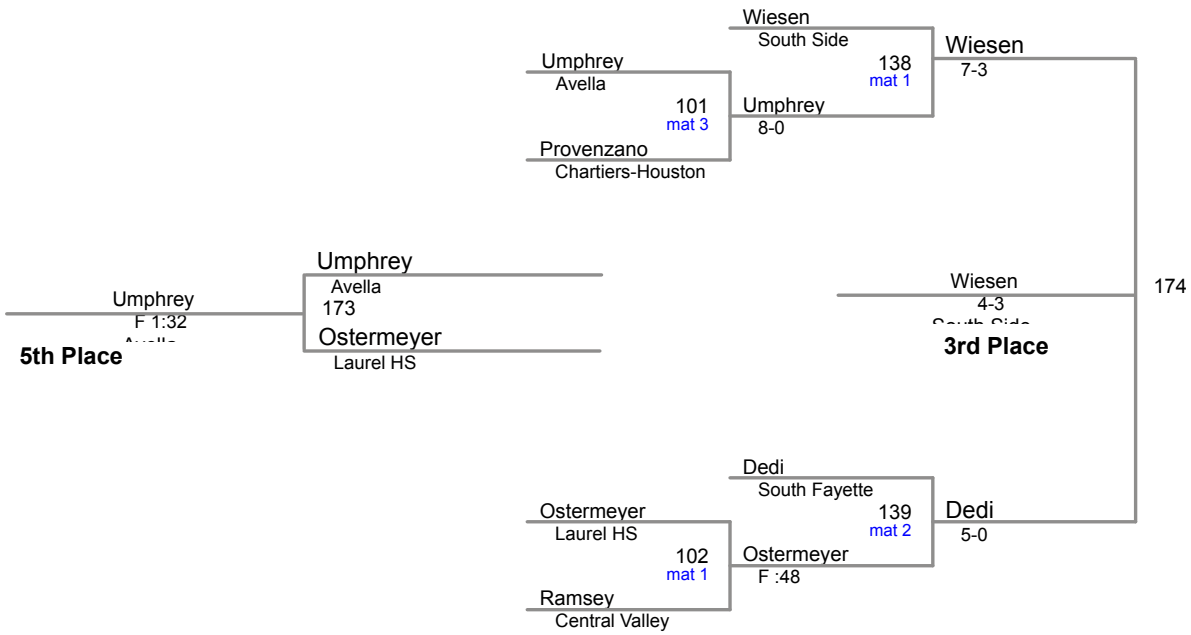 Wiesen
South Side
Wiesen
7-3
138
mat 1
Umphrey
Avella
101
mat 3
Umphrey
8-0
Provenzano
Chartiers-Houston
Umphrey
Avella
173
Umphrey
F 1:32
5th Place
Ostermeyer
Laurel HS
Wiesen
4-3
South Side
3rd Place
174
Dedi
South Fayette
139
mat 2
Dedi
5-0
Ostermeyer
Laurel HS
102
mat 1
Ostermeyer
F :48
Ramsey
Central Valley